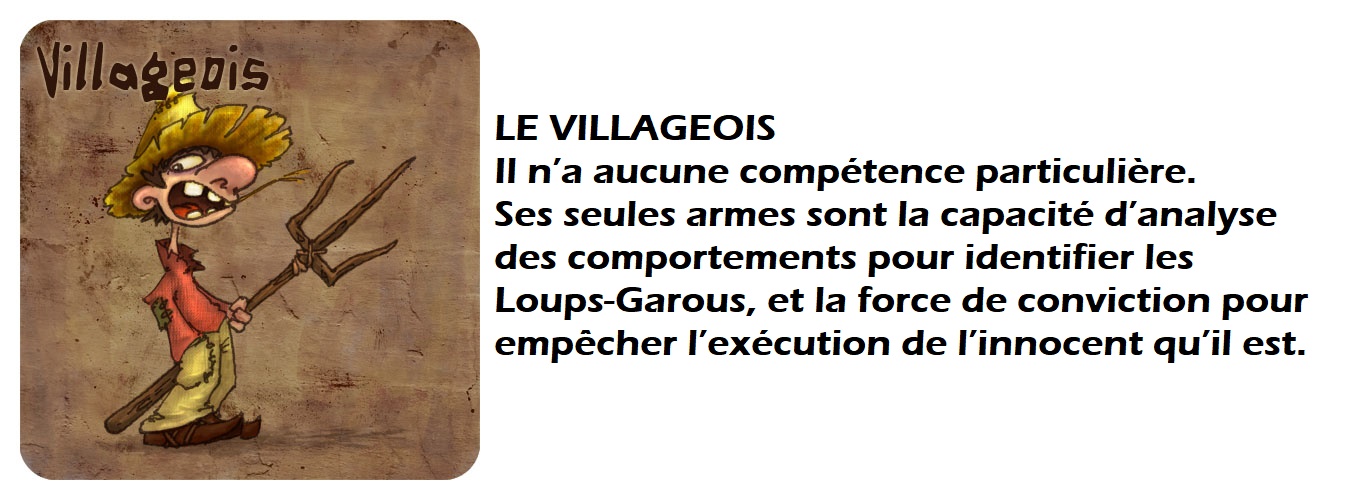 Villageois
LE VILLAGEOIS
Il n’a aucune compétence particulière.
Ses seules armes sont la capacité d’analyse
des comportements pour identifier les
Loups-Garous, et la force de conviction pour
empêcher l’exécution de l’innocent qu’il est.